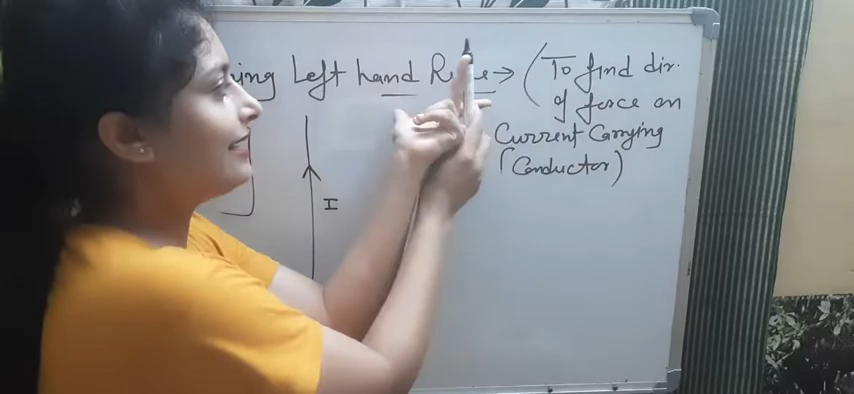 Left hand → (To find dir.
of force on
Current Carrying
Conductor)
I